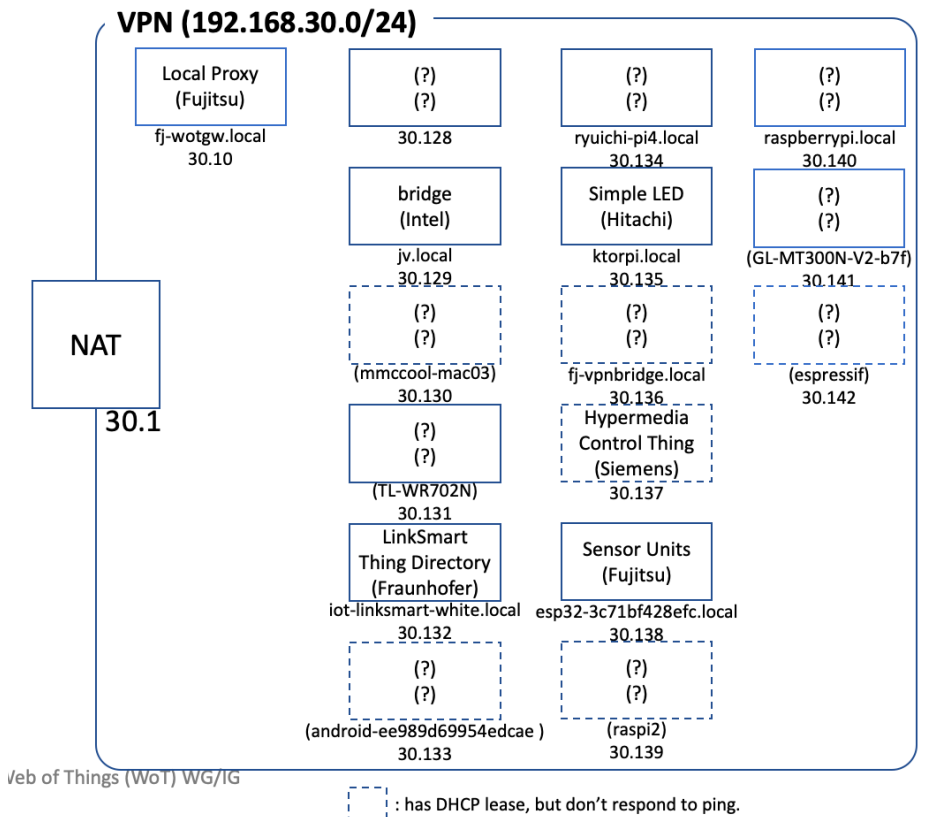 VPN (192.168.30.0/24)
Local Proxy
(Fujitsu)
fj-wotgw.local
30.10
(?)
(?)
30.128
(?)
(?)
ryuichi-pi4.local
30.134
(?)
(?)
raspberrypi.local
30.140
bridge
(Intel)
jv.local
30.129
Simple LED
(Hitachi)
ktorpi.local
30.135
(?)
(?)
(GL-MT300N-V2-b7f)
30.141
NAT
30.1
(?)
(?)
(mmccool-mac03)
30.130
(?)
(?)
fj-vpnbridge.local
30.136
(?)
(?)
(espressif)
30.142
(?)
(?)
(TL-WR702N)
30.131
Hypermedia
Control Thing
(Siemens)
30.137
LinkSmart
Thing Directory
(Fraunhofer)
iot-linksmart-white.local
30.132
Sensor Units
(Fujitsu)
esp32-3c71bf428efc.local
30.138
(?)
(?)
(android-ee989d69954edcae )
30.133
(?)
(?)
(raspi2)
30.139
of Things (WoT) WG/IG
: has DHCP lease, but don't respond to ping.